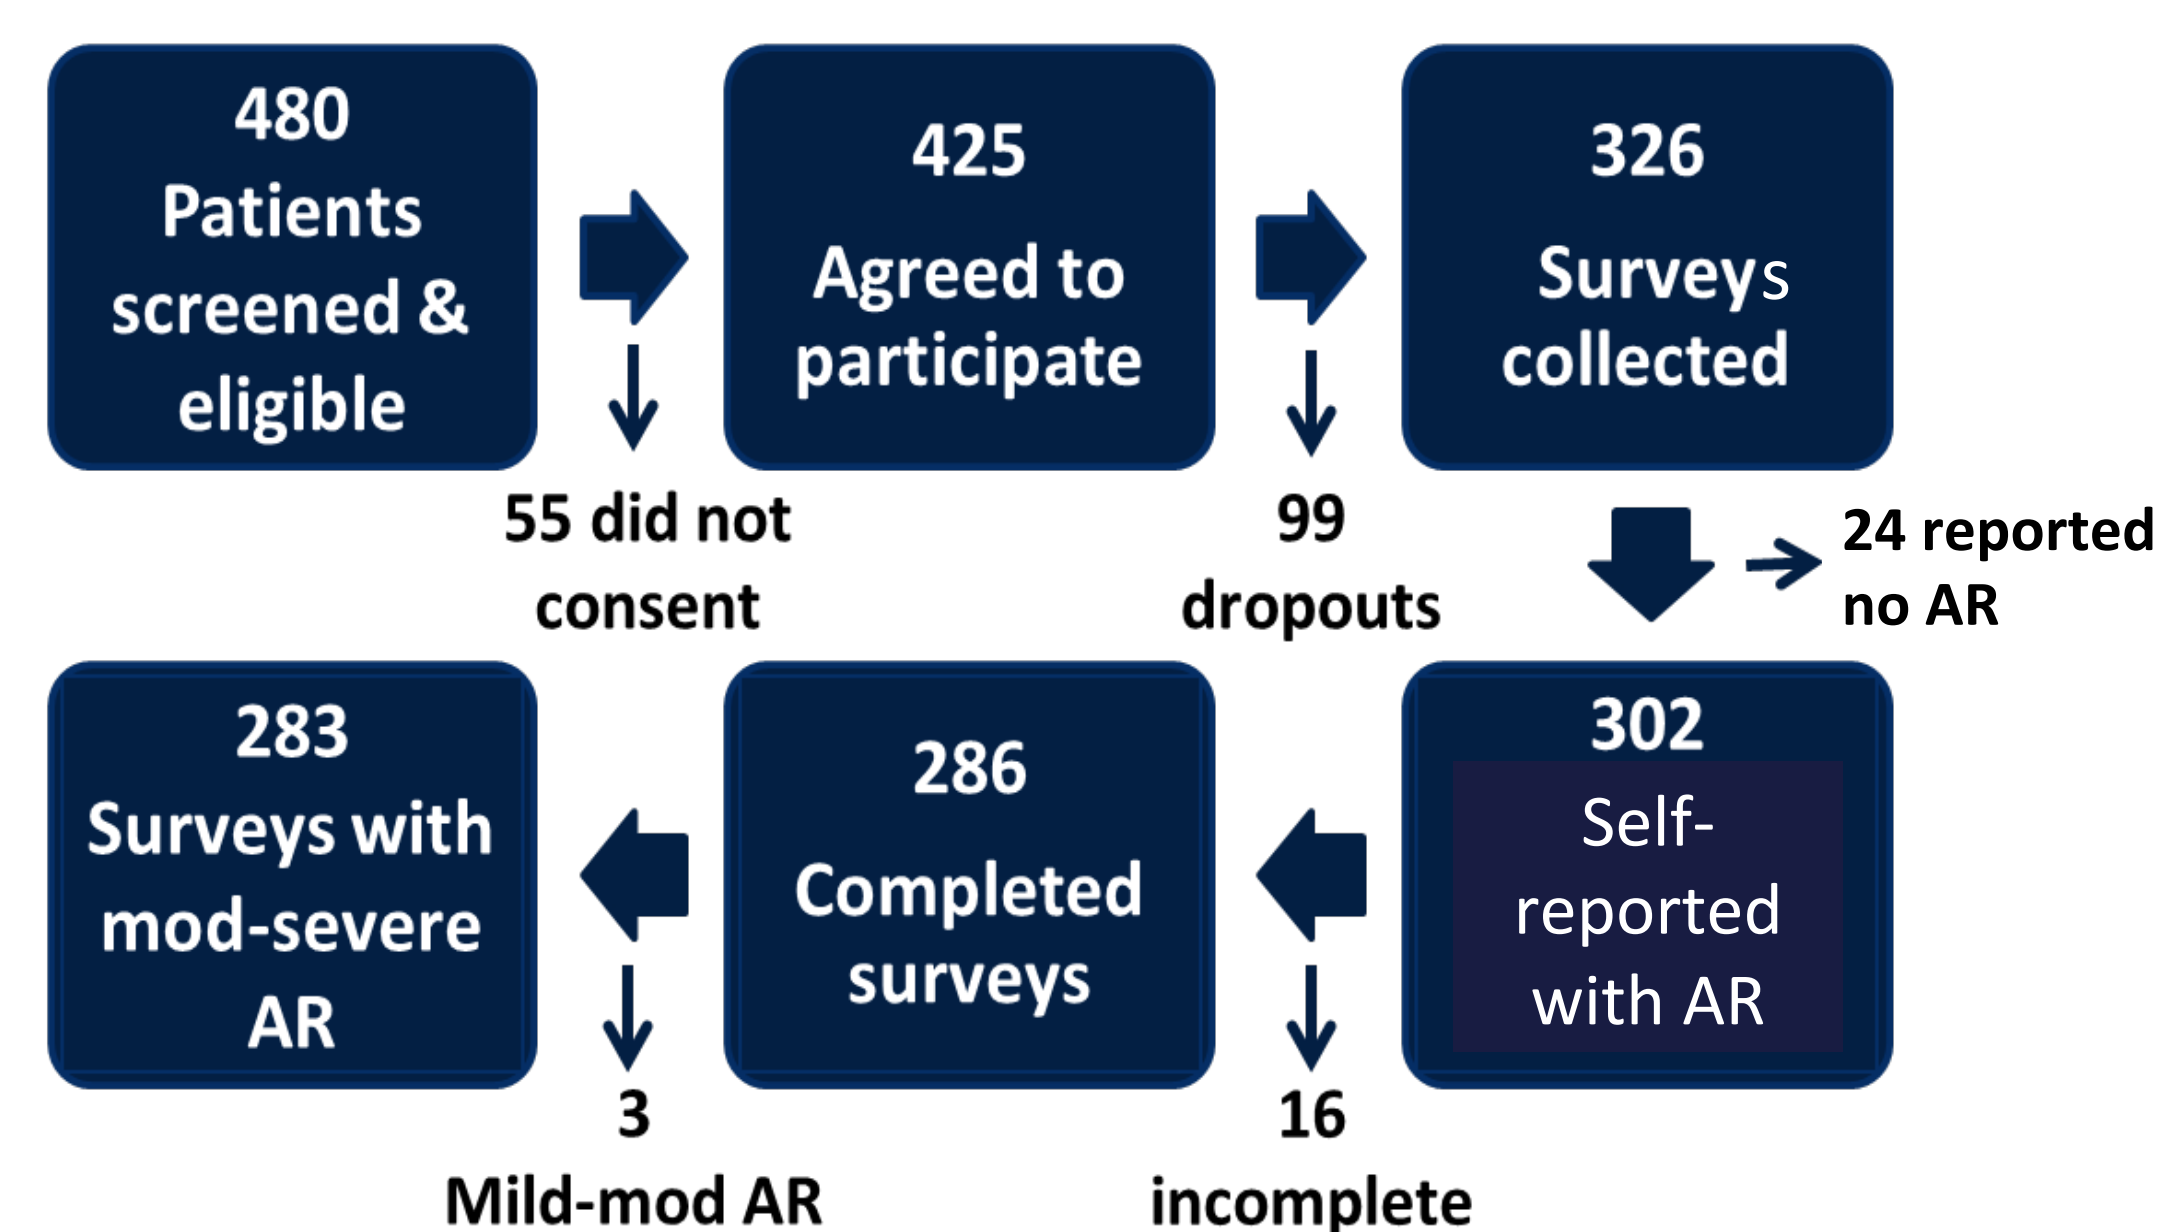 480
Patients
screened &
eligible
55 did not
consent
425
Agreed to
participate
99
dropouts
326
Surveys
collected
24 reported
no AR
302
Self-
reported
with AR
16
incomplete
286
Completed
surveys
3
Mild-mod AR
283
Surveys with
mod-severe
AR